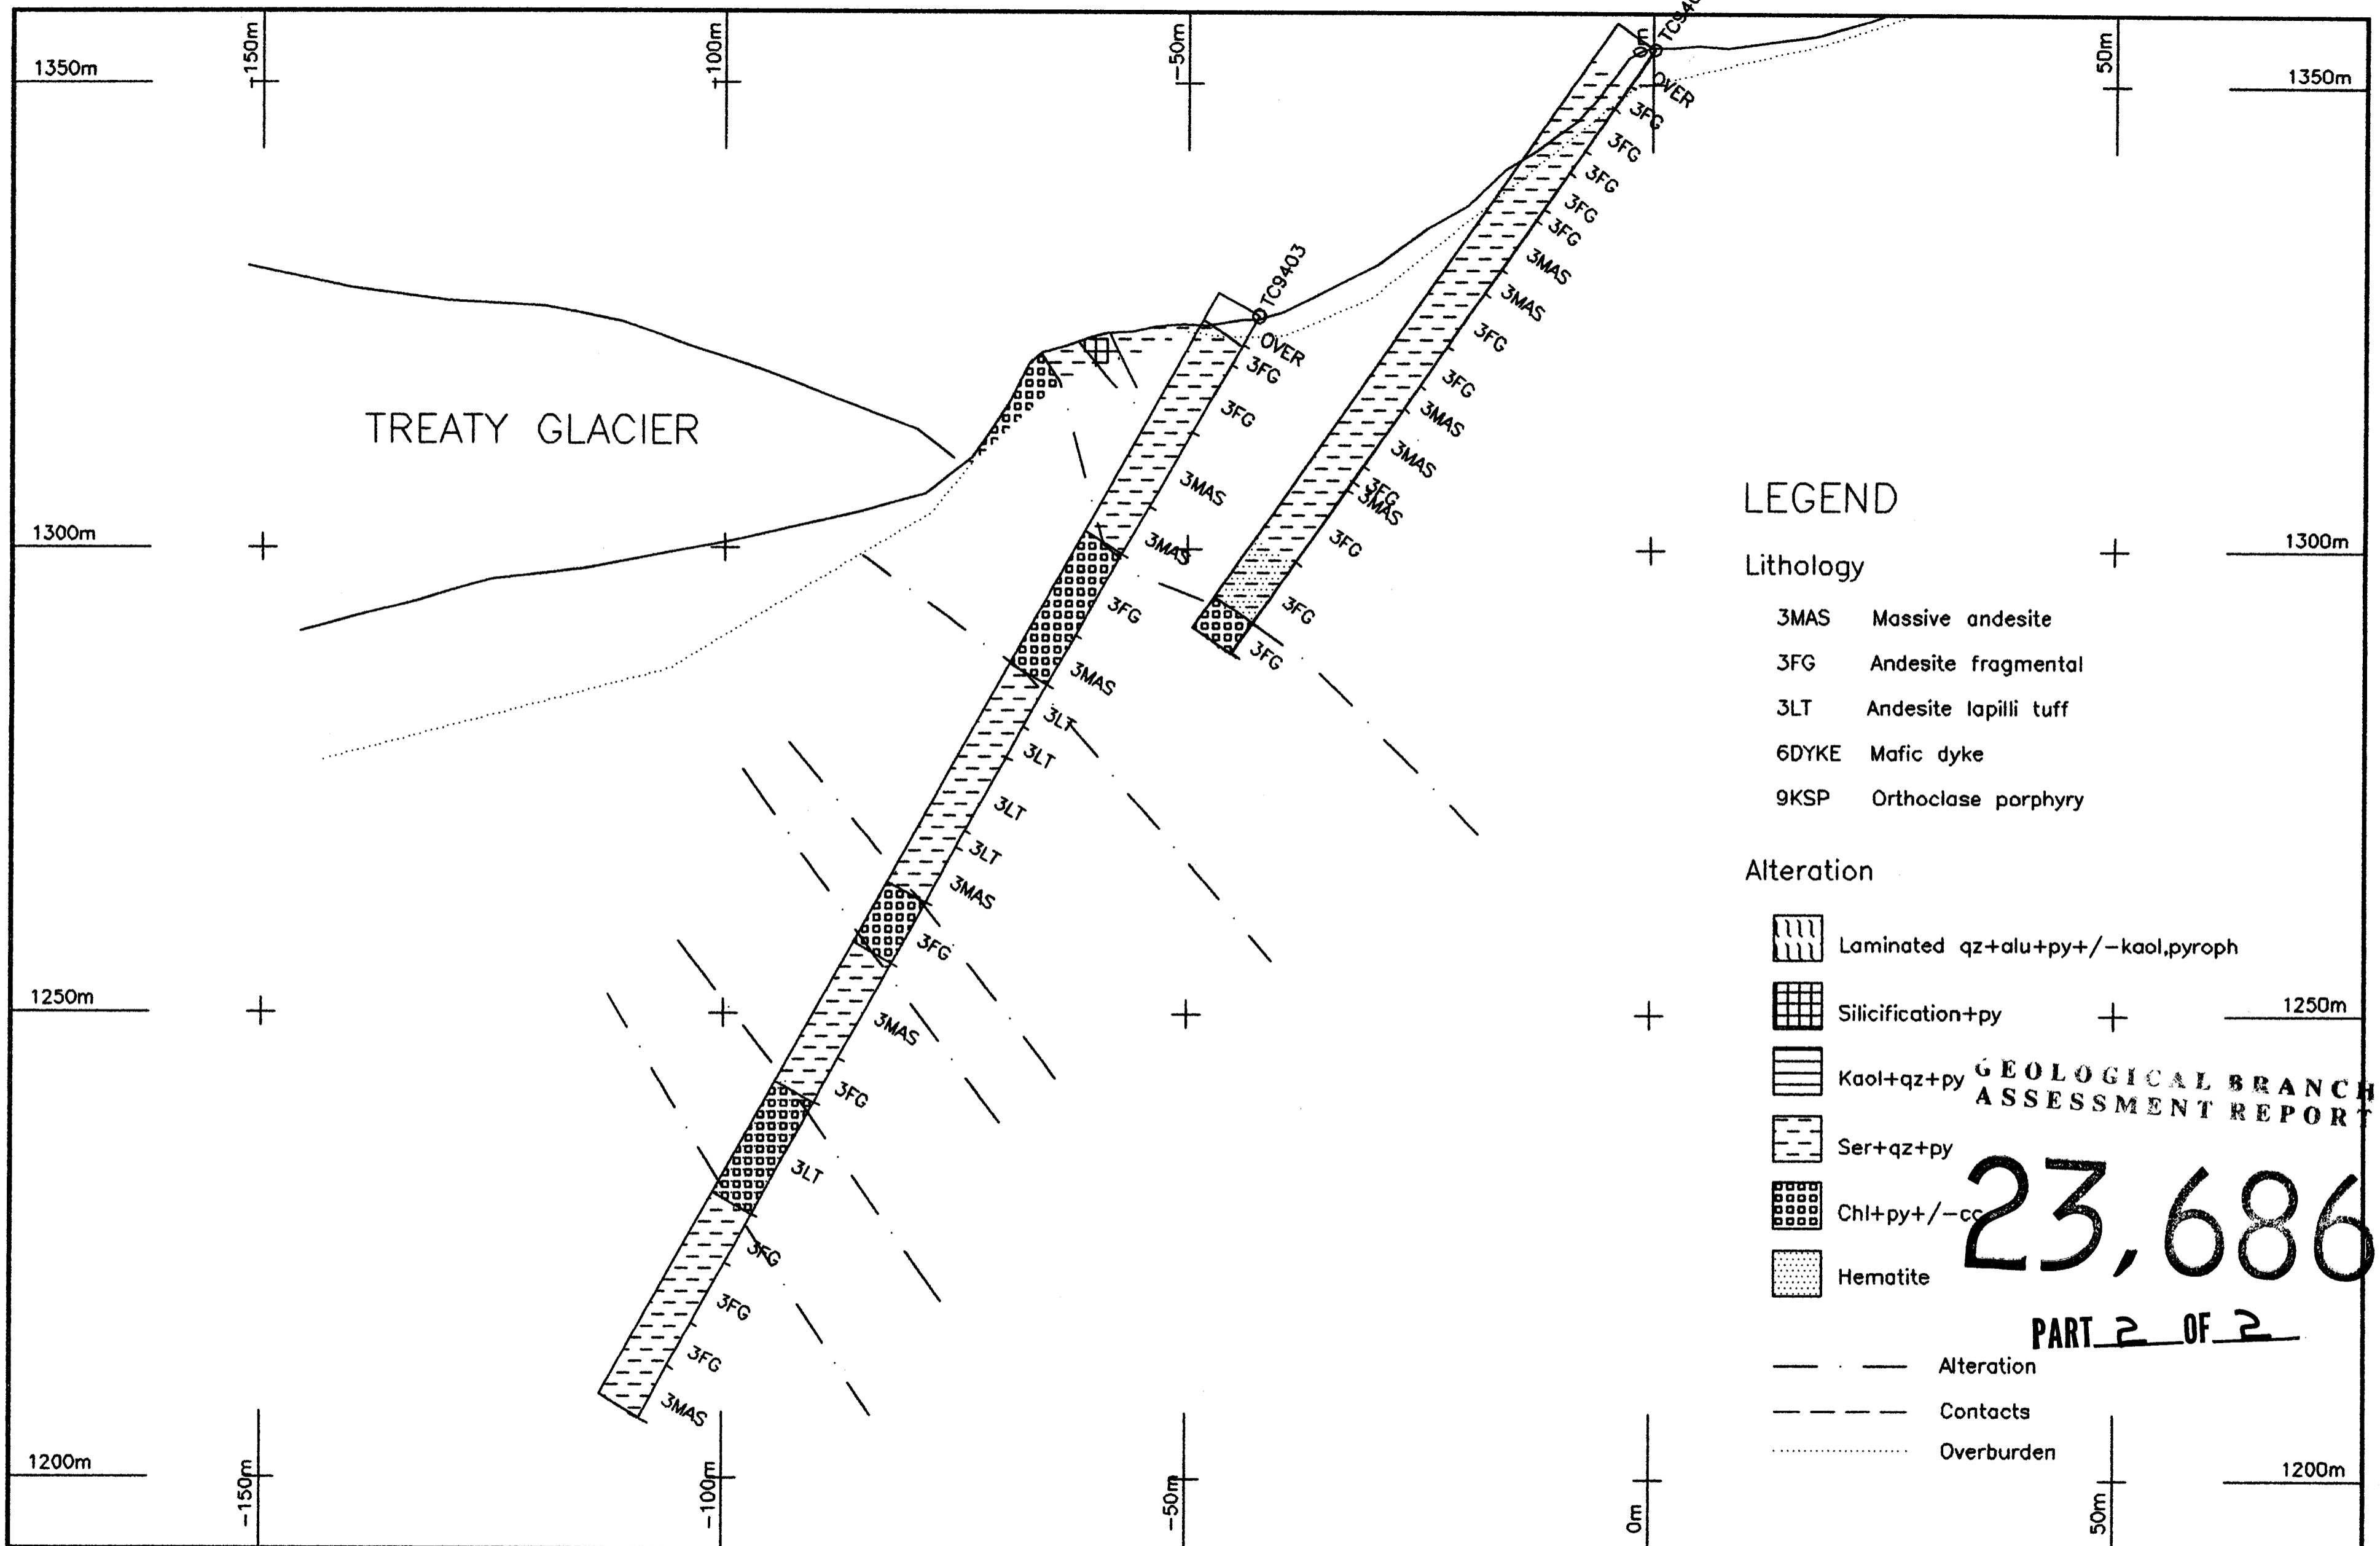 -150m
-100m
-50m
50m
1350m
1350m
OVER
3FG
3FG
3FG
3FG
3FG
3MAS
3MAS
3FG
3FG
3MAS
3MAS
3FG
3MAS
3FG
3FG
3FG
TC9403
OVER
3FG
3FG
3MAS
3MAS
3FG
3MAS
3LT
3LT
3LT
3LT
3MAS
3FG
3MAS
3FG
3LT
3FG
3FG
3FG
3MAS
TREATY GLACIER
1300m
1300m
1250m
1250m
1200m
1200m
-150m
-100m
-50m
0m
50m
LEGEND
Lithology
3MAS Massive andesite
3FG Andesite fragmental
3LT Andesite lapilli tuff
6DYKE Mafic dyke
9KSP Orthoclase porphyry
Alteration
Laminated qz+alu+py+/-kaol,pyroph
Silicification+py
Kaol+qz+py
Ser+qz+py
Chl+py+/-cc
Hematite
GEOLOGICAL BRANCH
ASSESSMENT REPORT
23,686
PART 2 OF 2
Alteration
Contacts
Overburden